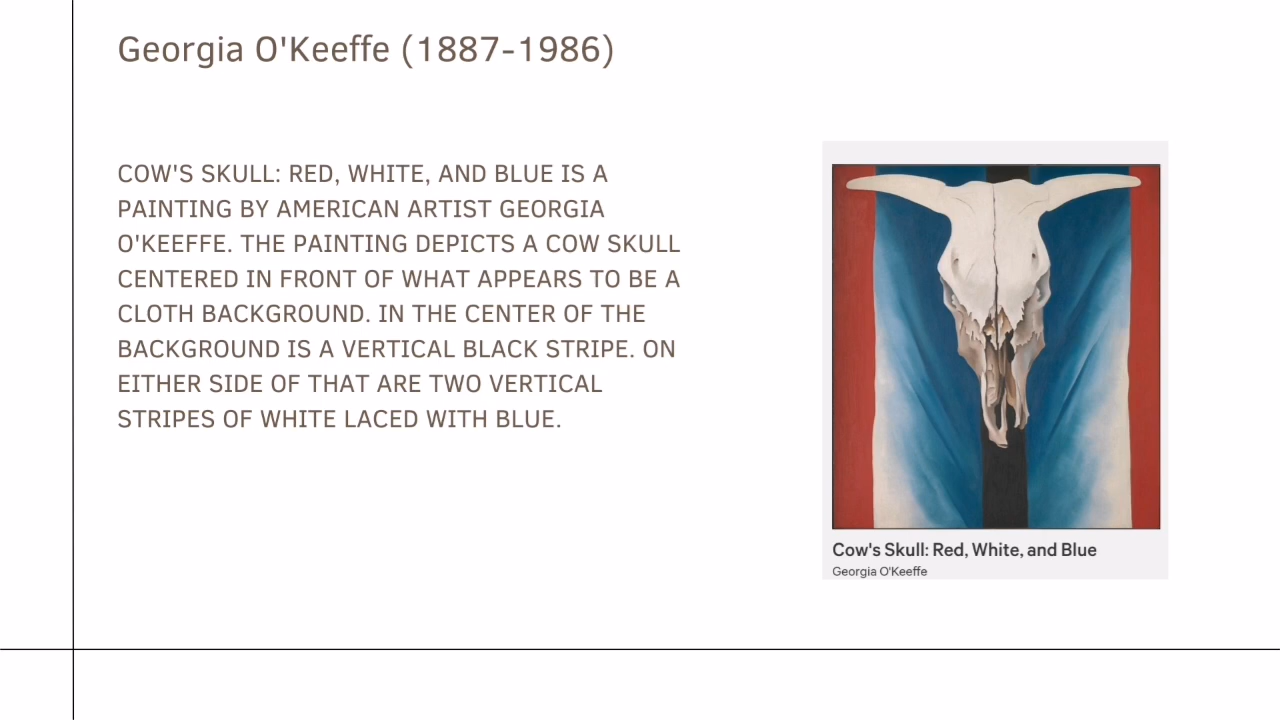 Georgia O'Keeffe (1887-1986)
COW'S SKULL: RED, WHITE, AND BLUE IS A
PAINTING BY AMERICAN ARTIST GEORGIA
O'KEEFFE. THE PAINTING DEPICTS A COW SKULL
CENTERED IN FRONT OF WHAT APPEARS TO BE A
CLOTH BACKGROUND. IN THE CENTER OF THE
BACKGROUND IS A VERTICAL BLACK STRIPE. ON
EITHER SIDE OF THAT ARE TWO VERTICAL
STRIPES OF WHITE LACED WITH BLUE.
Cow's Skull: Red, White, and Blue
Georgia O'Keeffe